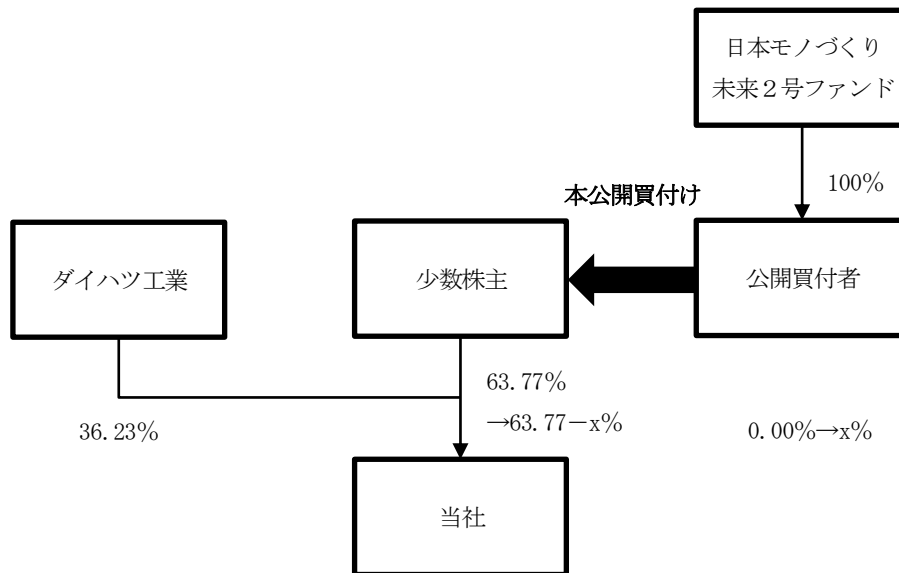 日本モノづくり
未来２号ファンド
100%
本公開買付け
ダイハツ工業
少数株主
公開買付者
63.77%
→63.77－x%
36.23%
0.00%→x%
当社